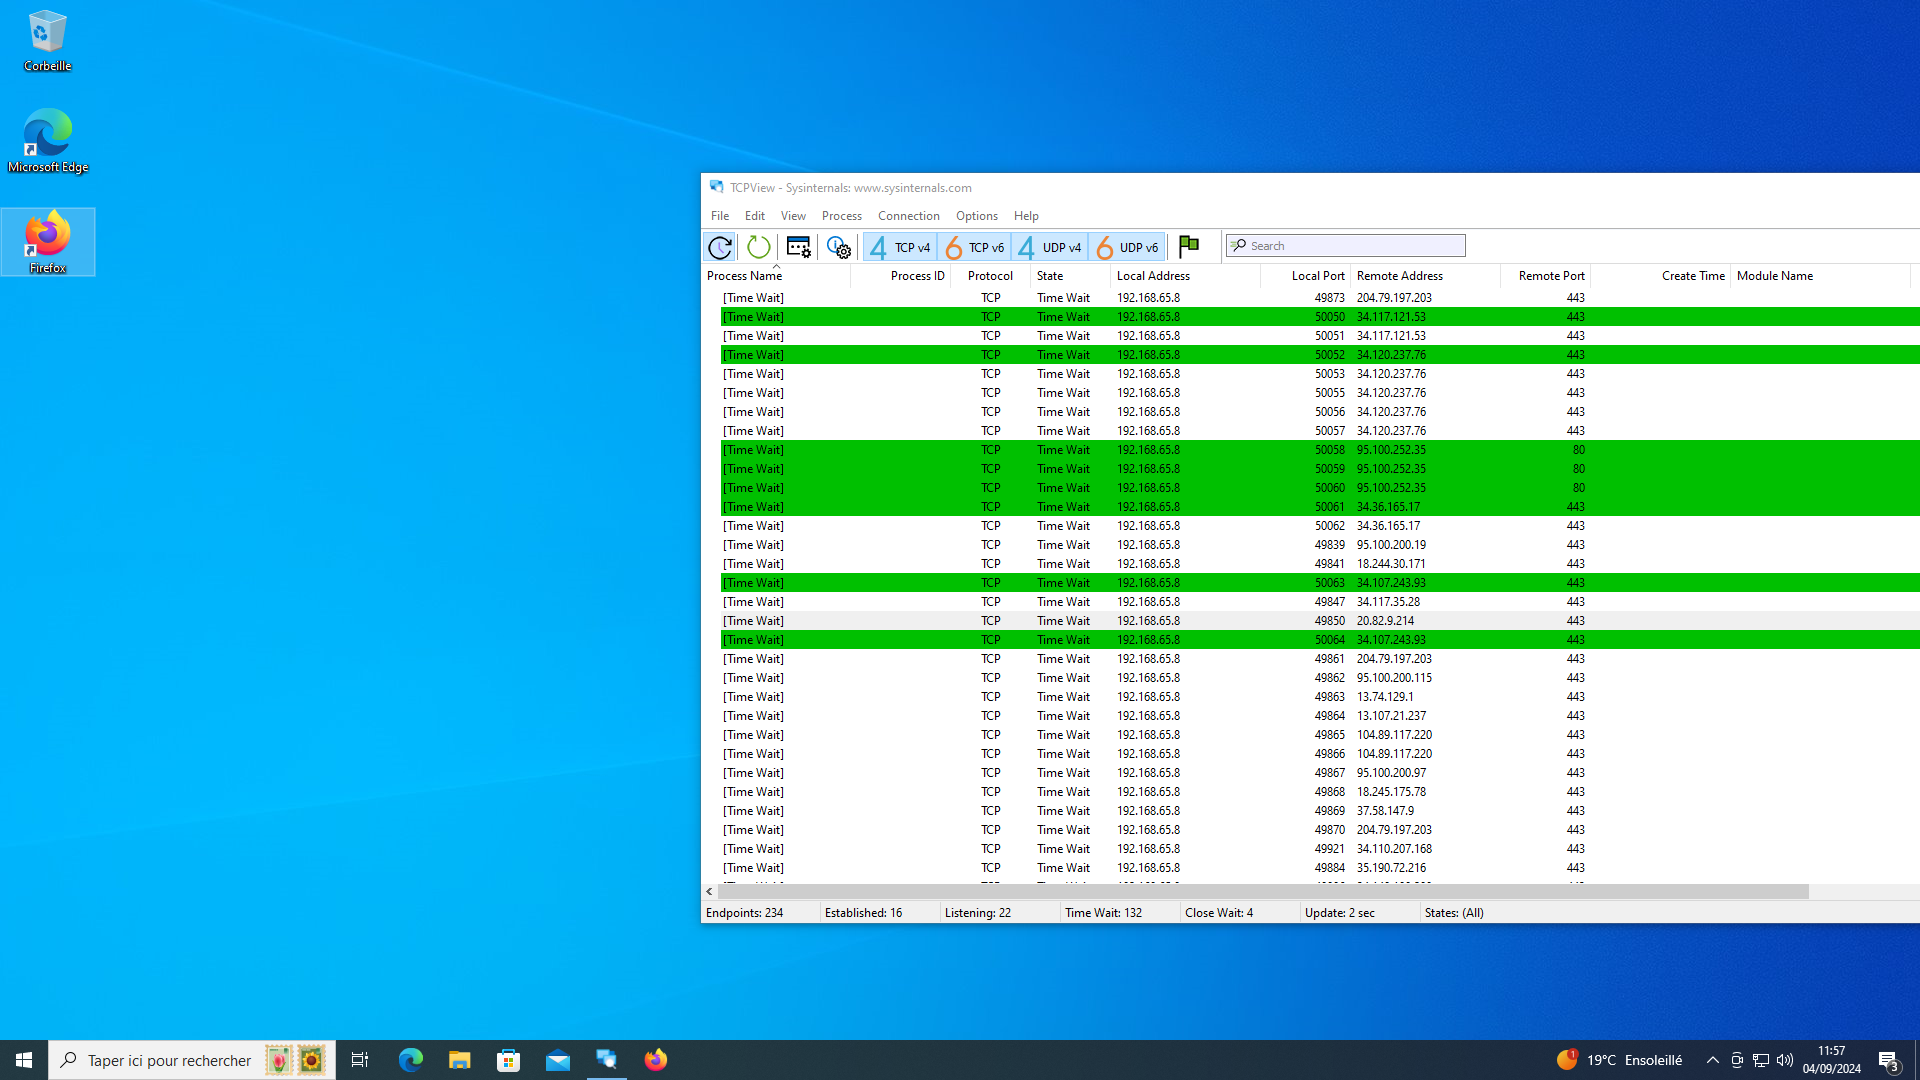 Corbeille
Microsoft Edge
Firefox
TCPView - Sysinternals: www.sysinternals.com
File Edit View Process Connection Options Help
4 TCP v4 6 TCP v6 4 UDP v4 6 UDP v6 Search
Process Name Process ID Protocol State Local Address Local Port Remote Address Remote Port Create Time Module Name
[Time Wait] TCP Time Wait 192.168.65.8 49873 204.79.197.203 443
[Time Wait] TCP Time Wait 192.168.65.8 50050 34.117.121.53 443
[Time Wait] TCP Time Wait 192.168.65.8 50051 34.117.121.53 443
[Time Wait] TCP Time Wait 192.168.65.8 50052 34.120.237.76 443
[Time Wait] TCP Time Wait 192.168.65.8 50053 34.120.237.76 443
[Time Wait] TCP Time Wait 192.168.65.8 50055 34.120.237.76 443
[Time Wait] TCP Time Wait 192.168.65.8 50056 34.120.237.76 443
[Time Wait] TCP Time Wait 192.168.65.8 50057 34.120.237.76 443
[Time Wait] TCP Time Wait 192.168.65.8 50058 95.100.252.35 80
[Time Wait] TCP Time Wait 192.168.65.8 50059 95.100.252.35 80
[Time Wait] TCP Time Wait 192.168.65.8 50060 95.100.252.35 80
[Time Wait] TCP Time Wait 192.168.65.8 50061 34.36.165.17 443
[Time Wait] TCP Time Wait 192.168.65.8 50062 34.36.165.17 443
[Time Wait] TCP Time Wait 192.168.65.8 49839 95.100.200.19 443
[Time Wait] TCP Time Wait 192.168.65.8 49841 18.244.30.171 443
[Time Wait] TCP Time Wait 192.168.65.8 50063 34.107.243.93 443
[Time Wait] TCP Time Wait 192.168.65.8 49847 34.117.35.28 443
[Time Wait] TCP Time Wait 192.168.65.8 49850 20.82.9.214 443
[Time Wait] TCP Time Wait 192.168.65.8 50064 34.107.243.93 443
[Time Wait] TCP Time Wait 192.168.65.8 49861 204.79.197.203 443
[Time Wait] TCP Time Wait 192.168.65.8 49862 95.100.200.115 443
[Time Wait] TCP Time Wait 192.168.65.8 49863 13.74.129.1 443
[Time Wait] TCP Time Wait 192.168.65.8 49864 13.107.21.237 443
[Time Wait] TCP Time Wait 192.168.65.8 49865 104.89.117.220 443
[Time Wait] TCP Time Wait 192.168.65.8 49866 104.89.117.220 443
[Time Wait] TCP Time Wait 192.168.65.8 49867 95.100.200.97 443
[Time Wait] TCP Time Wait 192.168.65.8 49868 18.245.175.78 443
[Time Wait] TCP Time Wait 192.168.65.8 49869 37.58.147.9 443
[Time Wait] TCP Time Wait 192.168.65.8 49870 204.79.197.203 443
[Time Wait] TCP Time Wait 192.168.65.8 49921 34.110.207.168 443
[Time Wait] TCP Time Wait 192.168.65.8 49884 35.190.72.216 443
Endpoints: 234 Established: 16 Listening: 22 Time Wait: 132 Close Wait: 4 Update: 2 sec States: (All)
Taper ici pour rechercher 1 19°C Ensoleillé 11:57
04/09/2024 3